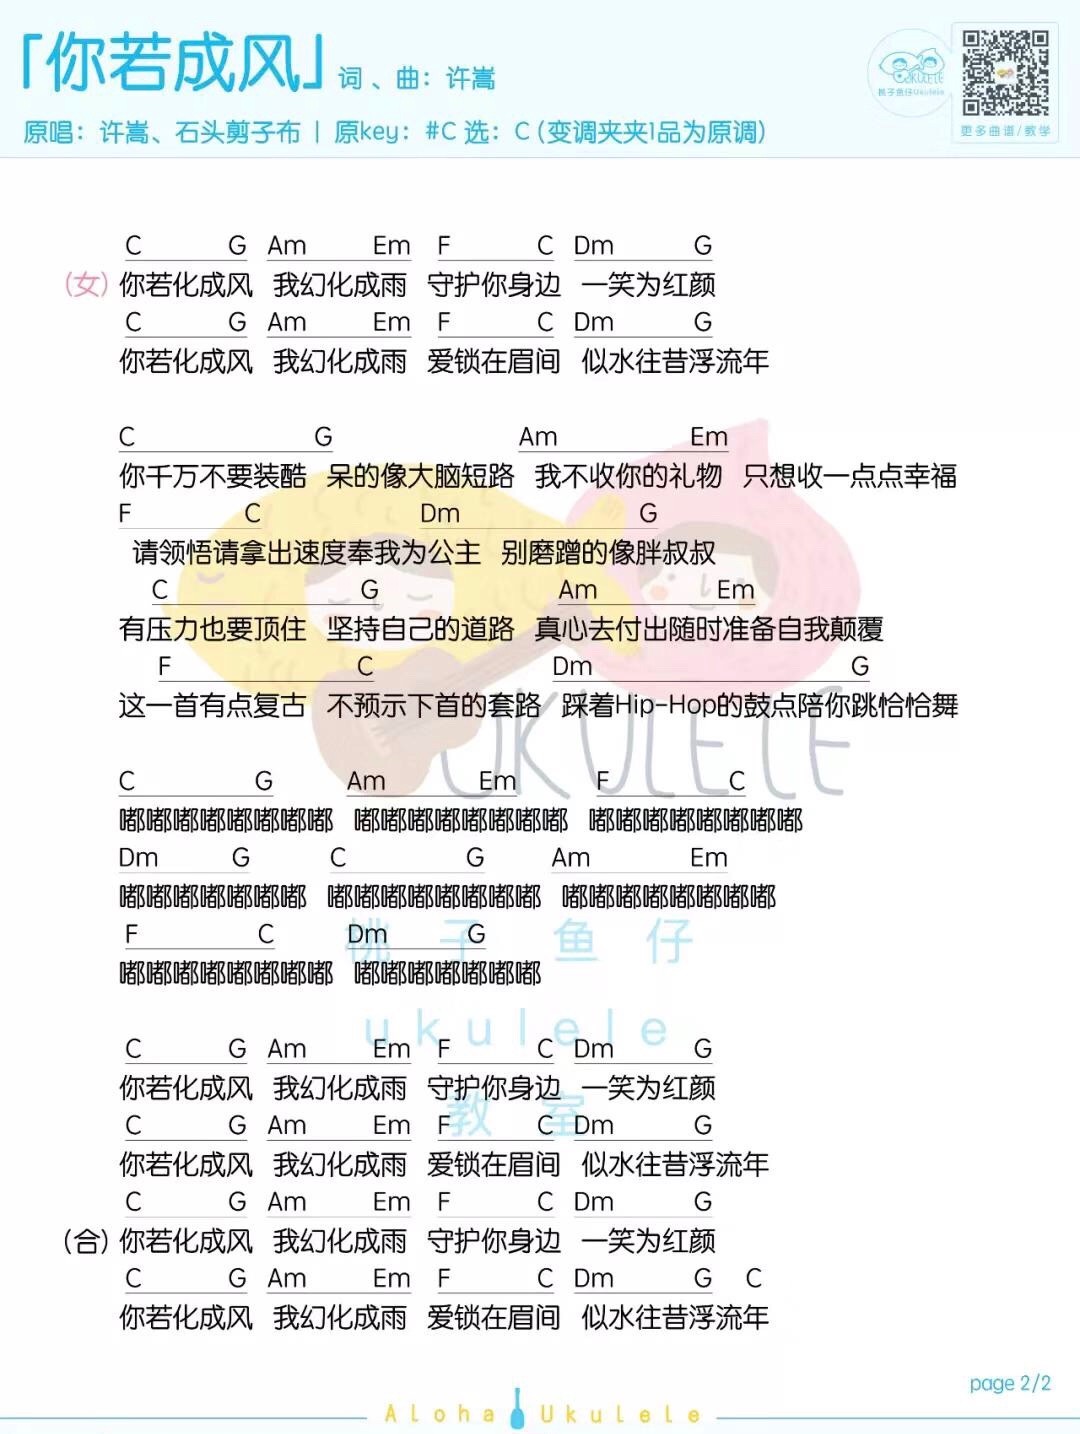 「你若成风」词、曲：许嵩
原唱：许嵩、石头剪子布 | 原key：#C 选：C（变调夹夹1品为原调）
UKULELE
桃子鱼仔Ukulele
更多曲谱/教学
C G Am Em F C Dm G
（女）你若化成风 我幻化成雨 守护你身边 一笑为红颜
C G Am Em F C Dm G
你若化成风 我幻化成雨 爱锁在眉间 似水往昔浮流年
C G Am Em
你千万不要装酷 呆的像大脑短路 我不收你的礼物 只想收一点点幸福
F C Dm G
请领悟请拿出速度奉我为公主 别磨蹭的像胖叔叔
C G Am Em
有压力也要顶住 坚持自己的道路 真心去付出随时准备自我颠覆
F C Dm G
这一首有点复古 不预示下首的套路 踩着Hip-Hop的鼓点陪你跳恰恰舞
UKULELE
C G Am Em F C
嘟嘟嘟嘟嘟嘟嘟嘟 嘟嘟嘟嘟嘟嘟嘟嘟 嘟嘟嘟嘟嘟嘟嘟嘟
Dm G C G Am Em
嘟嘟嘟嘟嘟嘟嘟 嘟嘟嘟嘟嘟嘟嘟嘟 嘟嘟嘟嘟嘟嘟嘟嘟
F C Dm G
嘟嘟嘟嘟嘟嘟嘟嘟 嘟嘟嘟嘟嘟嘟嘟
桃子鱼仔
ukulele
教室
C G Am Em F C Dm G
你若化成风 我幻化成雨 守护你身边 一笑为红颜
C G Am Em F C Dm G
你若化成风 我幻化成雨 爱锁在眉间 似水往昔浮流年
C G Am Em F C Dm G
（合）你若化成风 我幻化成雨 守护你身边 一笑为红颜
C G Am Em F C Dm G C
你若化成风 我幻化成雨 爱锁在眉间 似水往昔浮流年
page 2/2
Aloha Ukulele